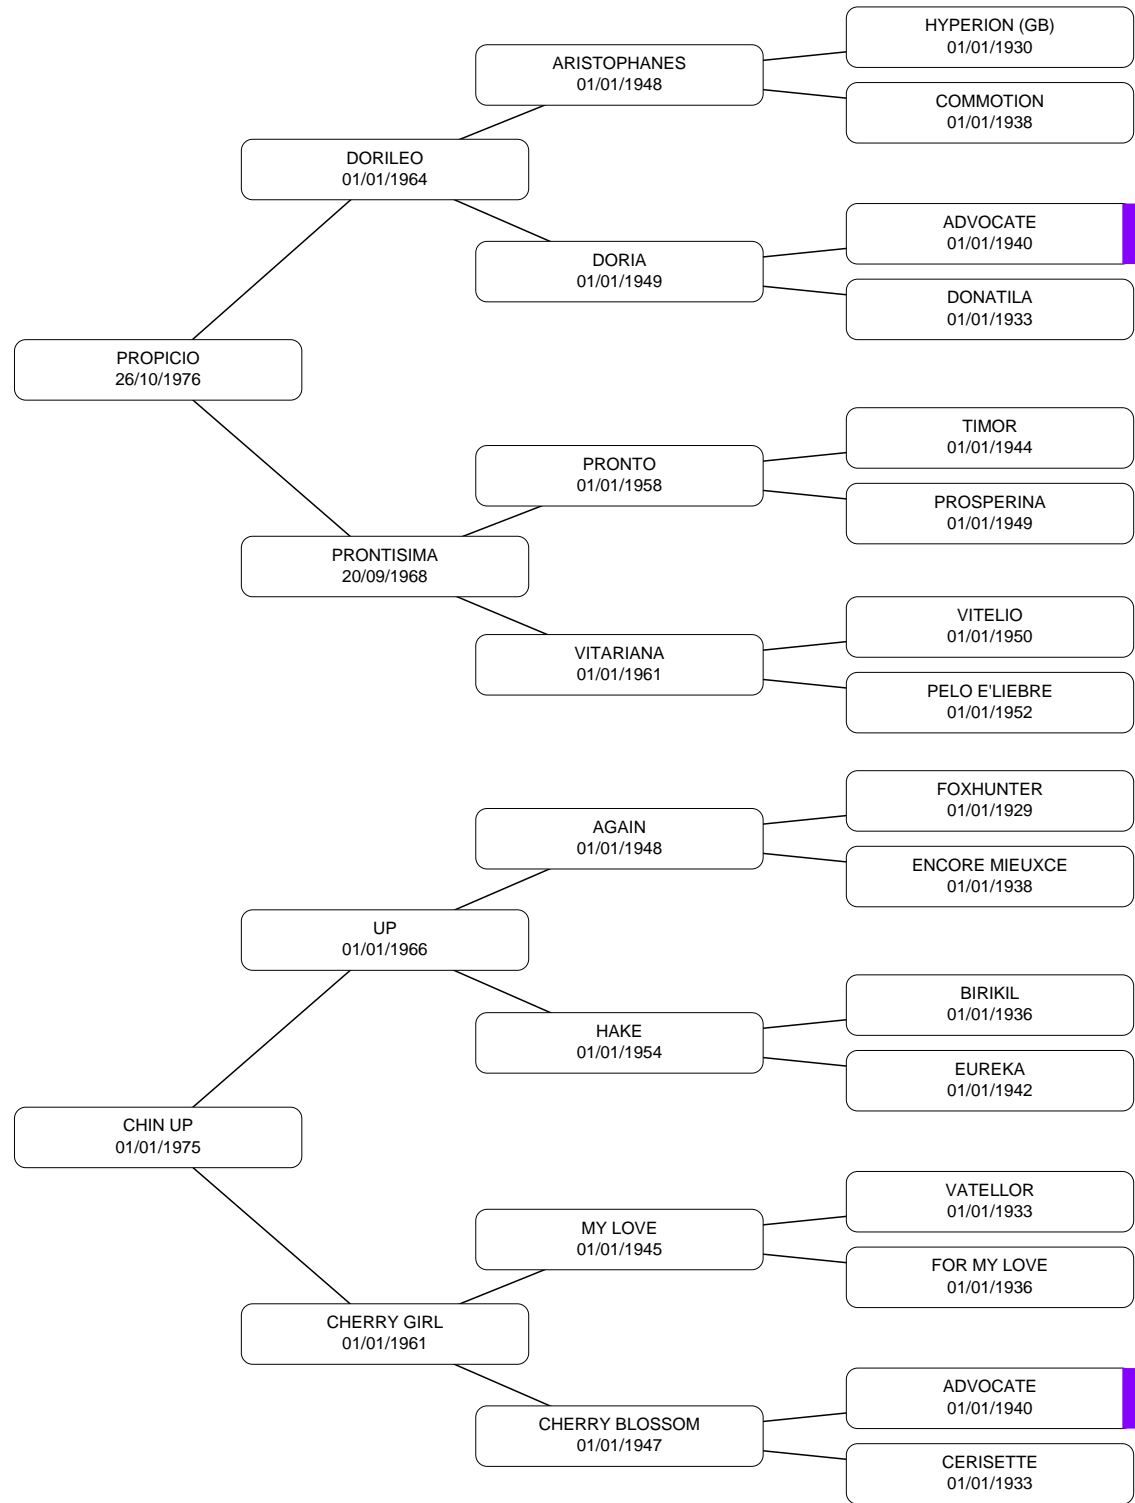 HYPERION (GB)
01/01/1930
ARISTOPHANES
01/01/1948
COMMOTION
01/01/1938
DORILEO
01/01/1964
ADVOCATE
01/01/1940
DORIA
01/01/1949
DONATILA
01/01/1933
PROPICIO
26/10/1976
TIMOR
01/01/1944
PRONTO
01/01/1958
PROSPERINA
01/01/1949
PRONTISIMA
20/09/1968
VITELIO
01/01/1950
VITARIANA
01/01/1961
PELO E'LIEBRE
01/01/1952
FOXHUNTER
01/01/1929
AGAIN
01/01/1948
ENCORE MIEUXCE
01/01/1938
UP
01/01/1966
BIRIKIL
01/01/1936
HAKE
01/01/1954
EUREKA
01/01/1942
CHIN UP
01/01/1975
VATELLOR
01/01/1933
MY LOVE
01/01/1945
FOR MY LOVE
01/01/1936
CHERRY GIRL
01/01/1961
ADVOCATE
01/01/1940
CHERRY BLOSSOM
01/01/1947
CERISETTE
01/01/1933